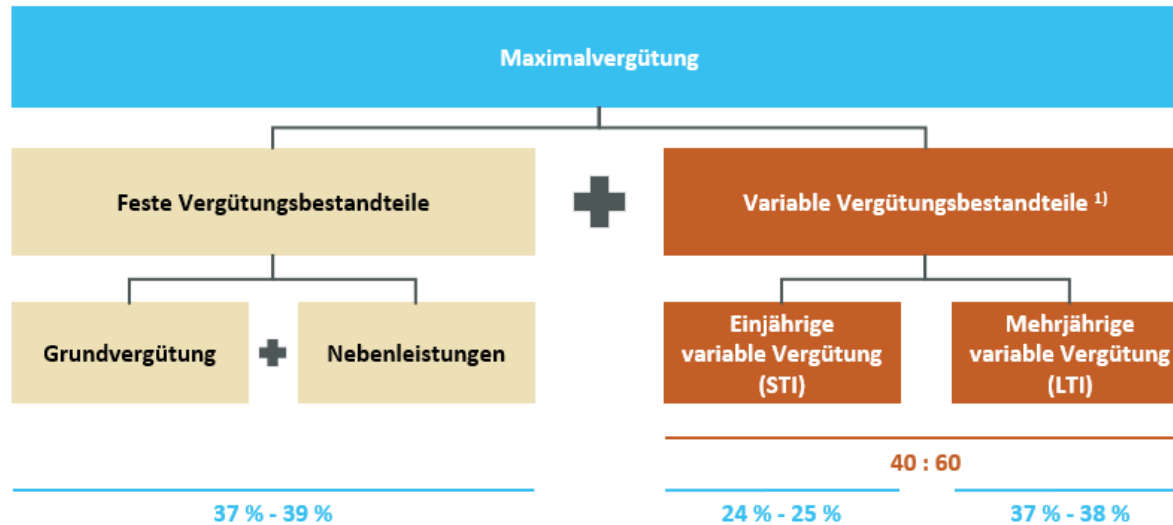 Maximalvergütung
Feste Vergütungsbestandteile
Variable Vergütungsbestandteile ¹⁾
Grundvergütung
Nebenleistungen
Einjährige
variable Vergütung
(STI)
Mehrjährige
variable Vergütung
(LTI)
40 : 60
37 % - 39 %
24 % - 25 %
37 % - 38 %